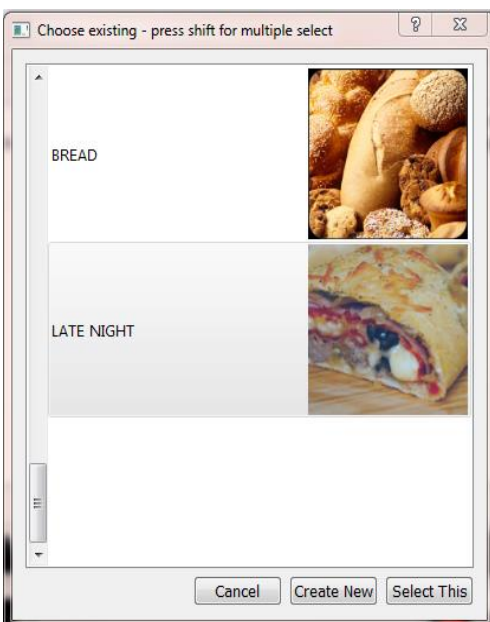 Choose existing - press shift for multiple select
BREAD
LATE NIGHT
Cancel
Create New
Select This